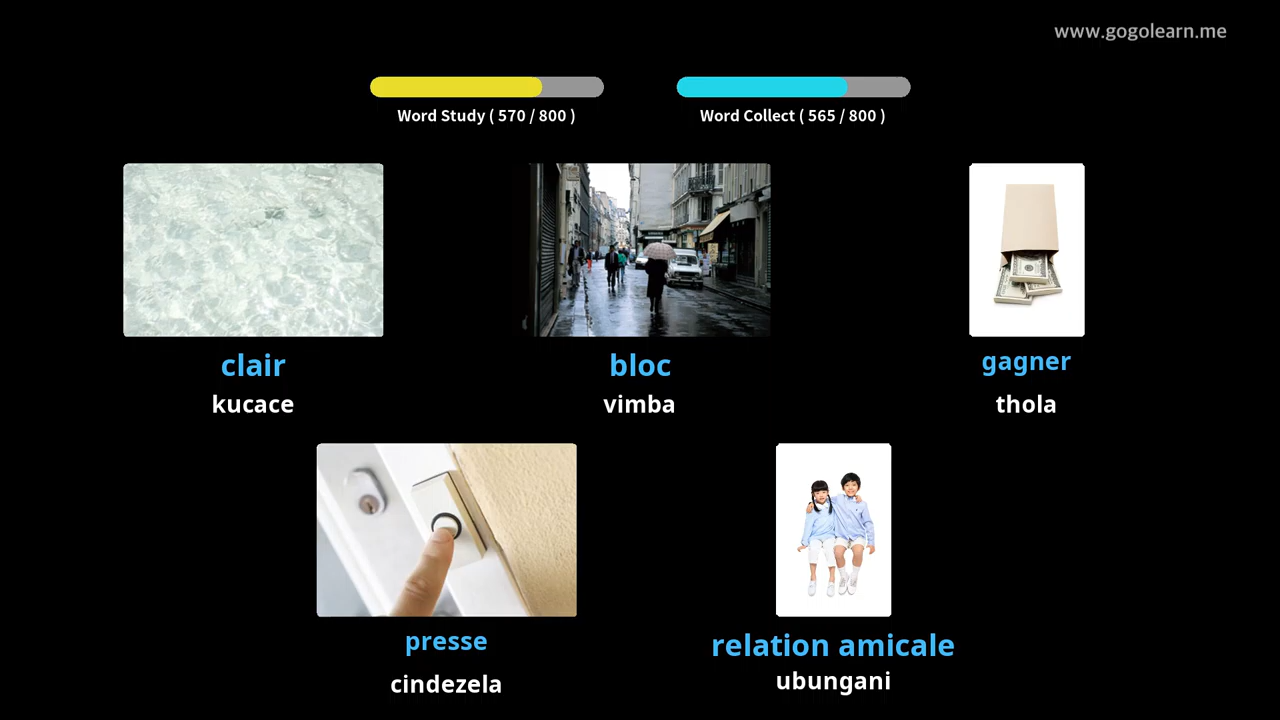 www.gogolearn.me
Word Study ( 570 / 800 )
Word Collect ( 565 / 800 )
clair
kucace
bloc
vimba
gagner
thola
presse
cindezela
relation amicale
ubungani